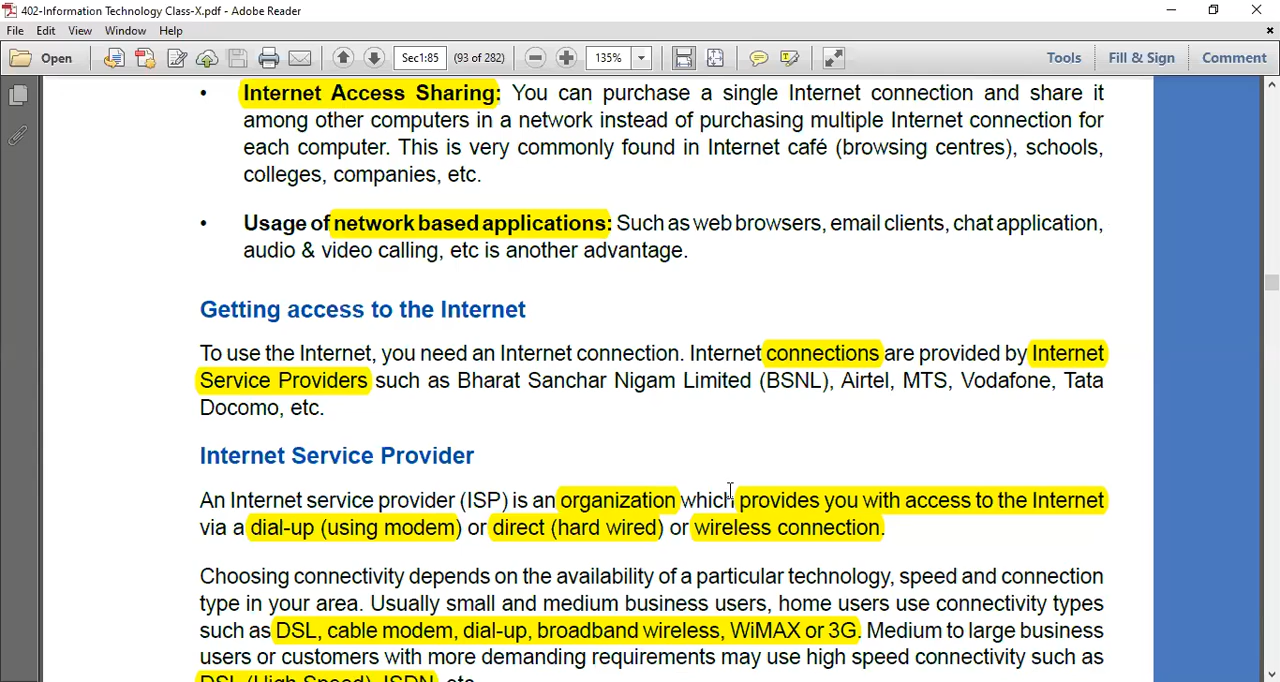 402-Information Technology Class-X.pdf - Adobe Reader
File Edit View Window Help
Open Sec1:85 (93 of 282) 135% Tools Fill & Sign Comment
• Internet Access Sharing: You can purchase a single Internet connection and share it
among other computers in a network instead of purchasing multiple Internet connection for
each computer. This is very commonly found in Internet café (browsing centres), schools,
colleges, companies, etc.
• Usage of network based applications: Such as web browsers, email clients, chat application,
audio & video calling, etc is another advantage.
Getting access to the Internet
To use the Internet, you need an Internet connection. Internet connections are provided by Internet
Service Providers such as Bharat Sanchar Nigam Limited (BSNL), Airtel, MTS, Vodafone, Tata
Docomo, etc.
Internet Service Provider
An Internet service provider (ISP) is an organization which provides you with access to the Internet
via a dial-up (using modem) or direct (hard wired) or wireless connection.
Choosing connectivity depends on the availability of a particular technology, speed and connection
type in your area. Usually small and medium business users, home users use connectivity types
such as DSL, cable modem, dial-up, broadband wireless, WiMAX or 3G. Medium to large business
users or customers with more demanding requirements may use high speed connectivity such as
DSL (High Speed), ISDN, etc.